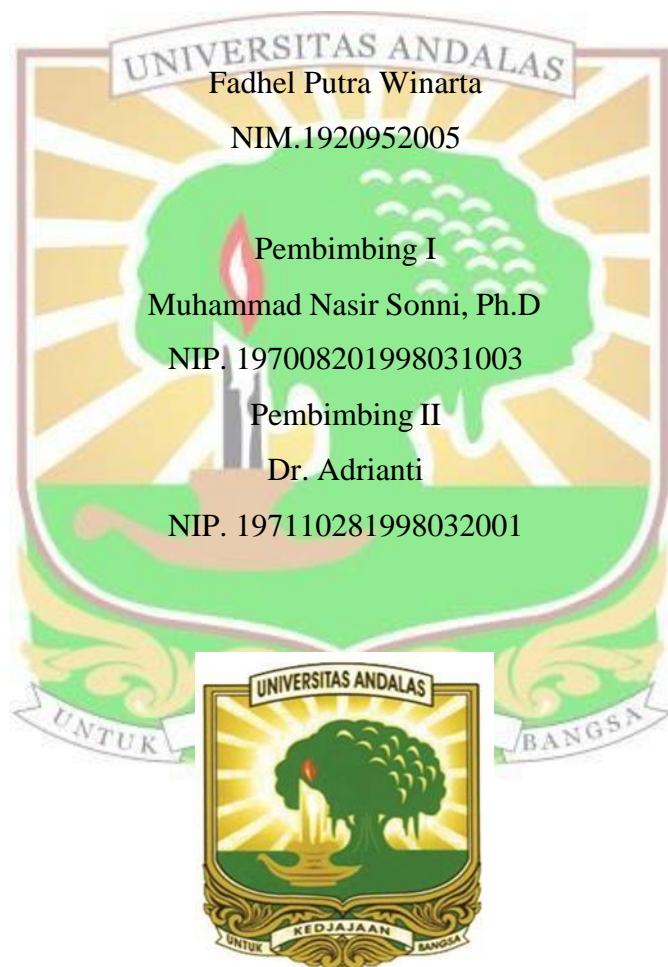 UNIVERSITAS ANDALAS
Fadhel Putra Winarta
NIM.1920952005
Pembimbing I
Muhammad Nasir Sonni, Ph.D
NIP. 197008201998031003
Pembimbing II
Dr. Adrianti
NIP. 197110281998032001
UNTUK BANGSA
UNIVERSITAS ANDALAS
UNTUK KEDJAJAAN BANGSA